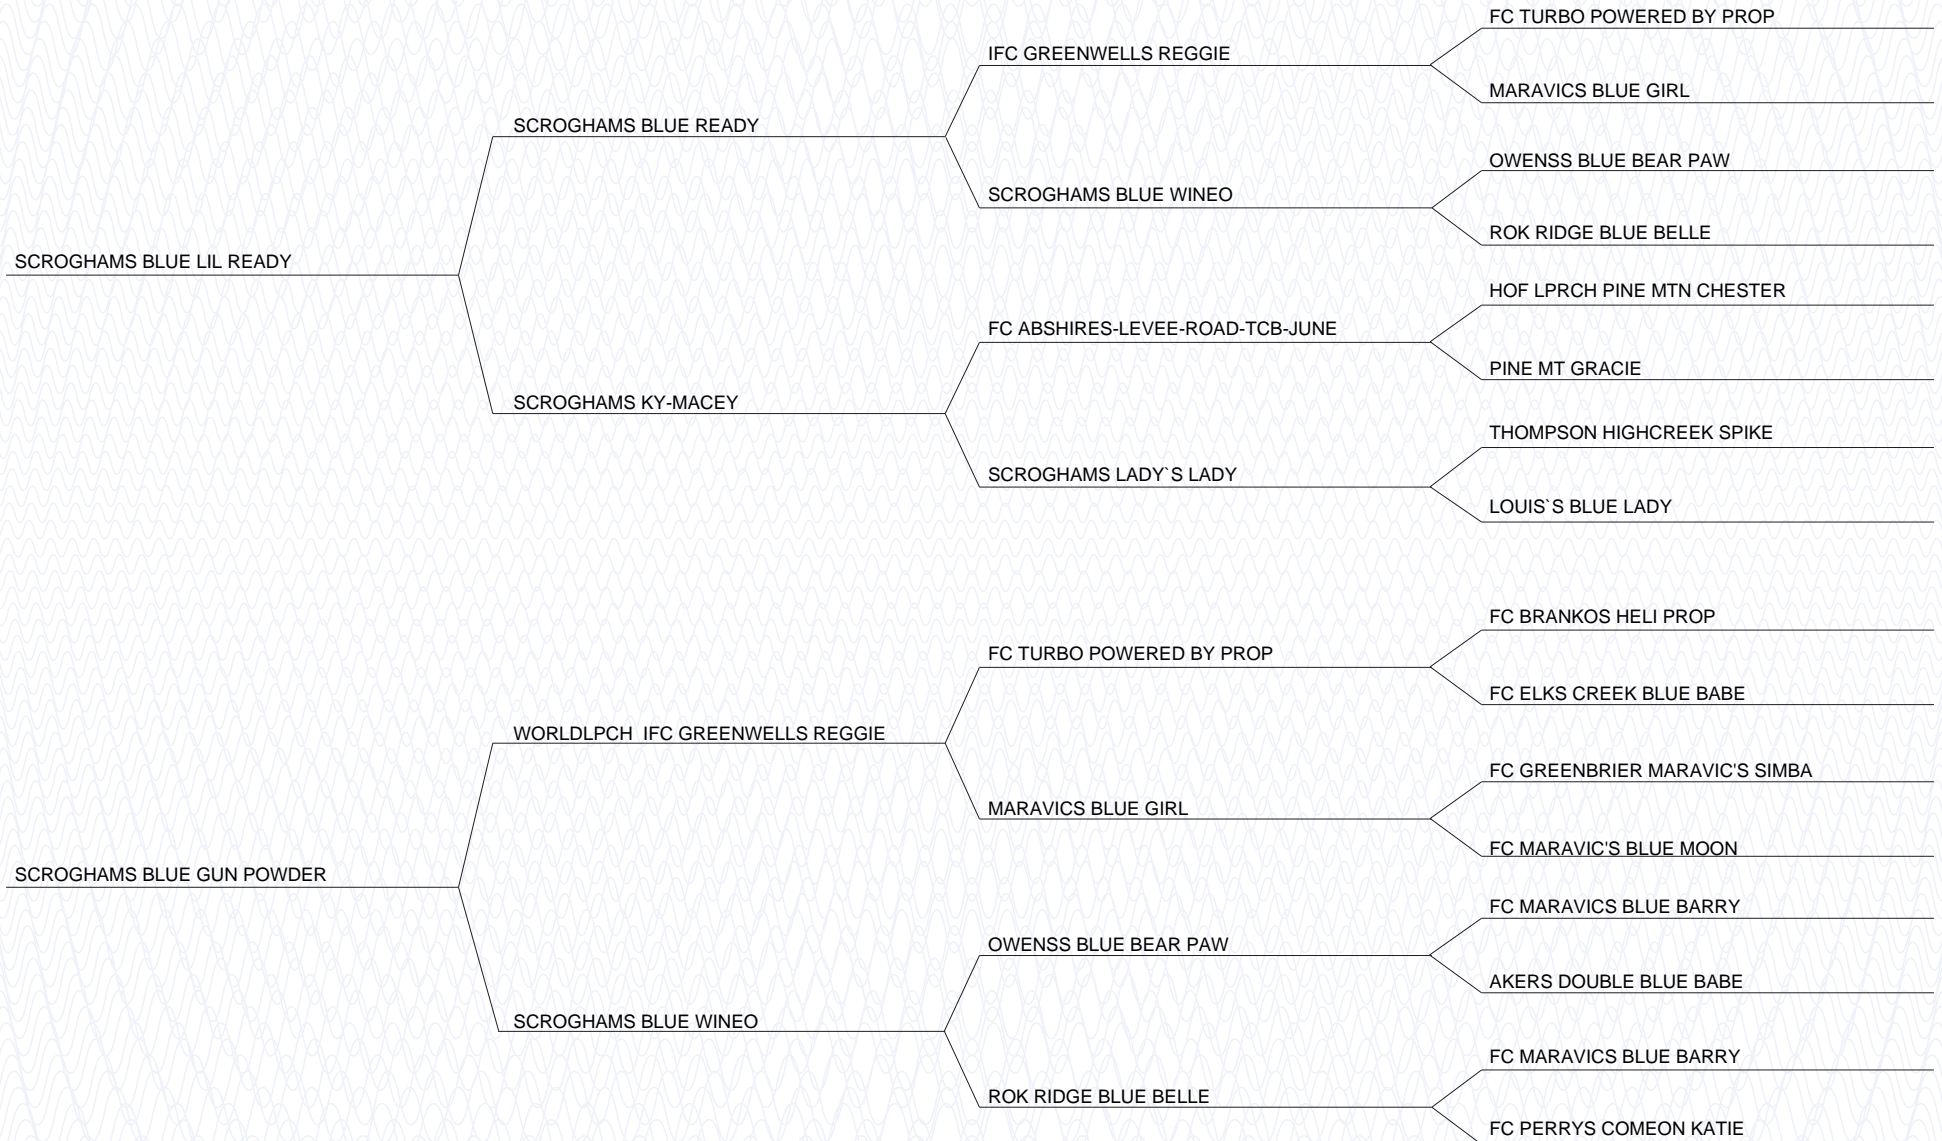 FC TURBO POWERED BY PROP
IFC GREENWELLS REGGIE
MARAVICS BLUE GIRL
SCROGHAMS BLUE READY
OWENSS BLUE BEAR PAW
SCROGHAMS BLUE WINEO
ROK RIDGE BLUE BELLE
SCROGHAMS BLUE LIL READY
HOF LPRCH PINE MTN CHESTER
FC ABSHIRES-LEVEE-ROAD-TCB-JUNE
PINE MT GRACIE
SCROGHAMS KY-MACEY
THOMPSON HIGHCREEK SPIKE
SCROGHAMS LADY`S LADY
LOUIS`S BLUE LADY
FC BRANKOS HELI PROP
FC TURBO POWERED BY PROP
FC ELKS CREEK BLUE BABE
WORLDLPCH  IFC GREENWELLS REGGIE
FC GREENBRIER MARAVIC'S SIMBA
MARAVICS BLUE GIRL
FC MARAVIC'S BLUE MOON
SCROGHAMS BLUE GUN POWDER
FC MARAVICS BLUE BARRY
OWENSS BLUE BEAR PAW
AKERS DOUBLE BLUE BABE
SCROGHAMS BLUE WINEO
FC MARAVICS BLUE BARRY
ROK RIDGE BLUE BELLE
FC PERRYS COMEON KATIE